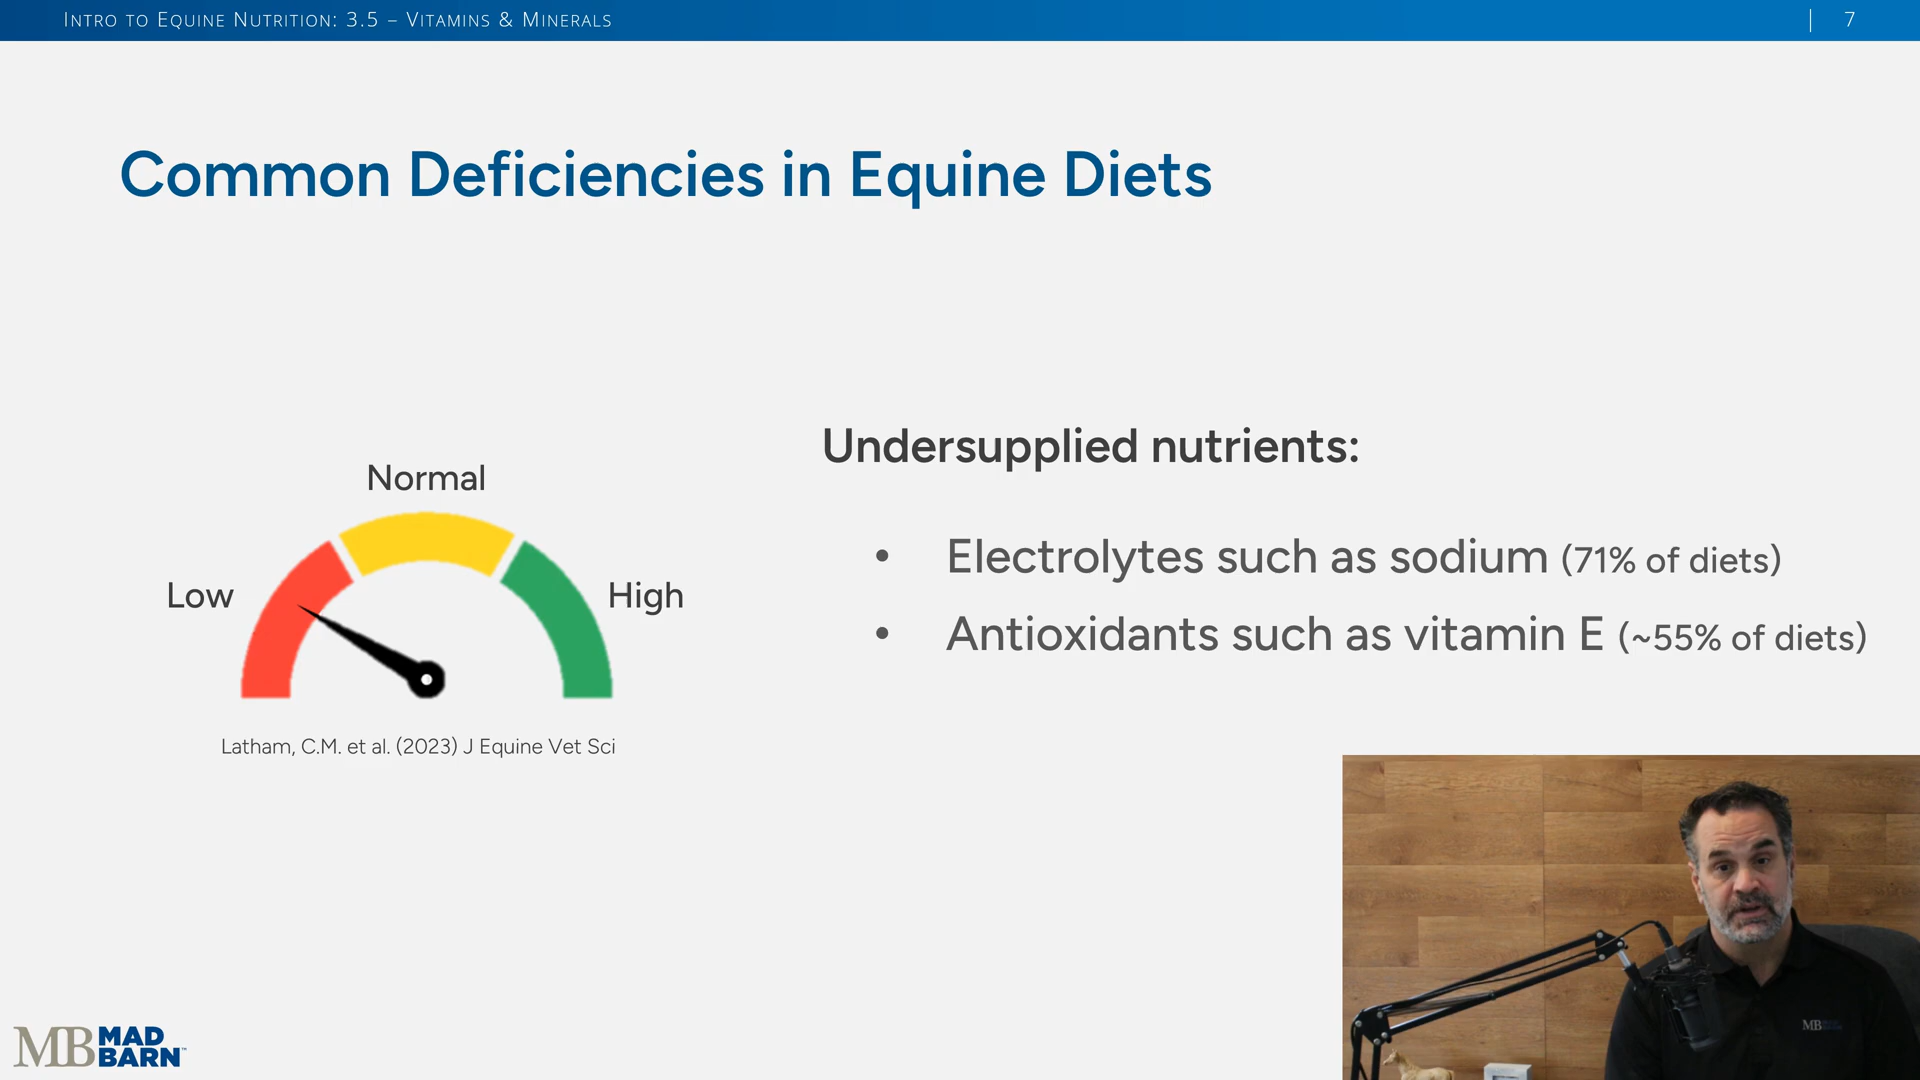 INTRO TO EQUINE NUTRITION: 3.5 – VITAMINS & MINERALS
7
Common Deficiencies in Equine Diets
Normal
Low
High
Latham, C.M. et al. (2023) J Equine Vet Sci
Undersupplied nutrients:
• Electrolytes such as sodium (71% of diets)
• Antioxidants such as vitamin E (~55% of diets)
MB MAD
BARN™
MB